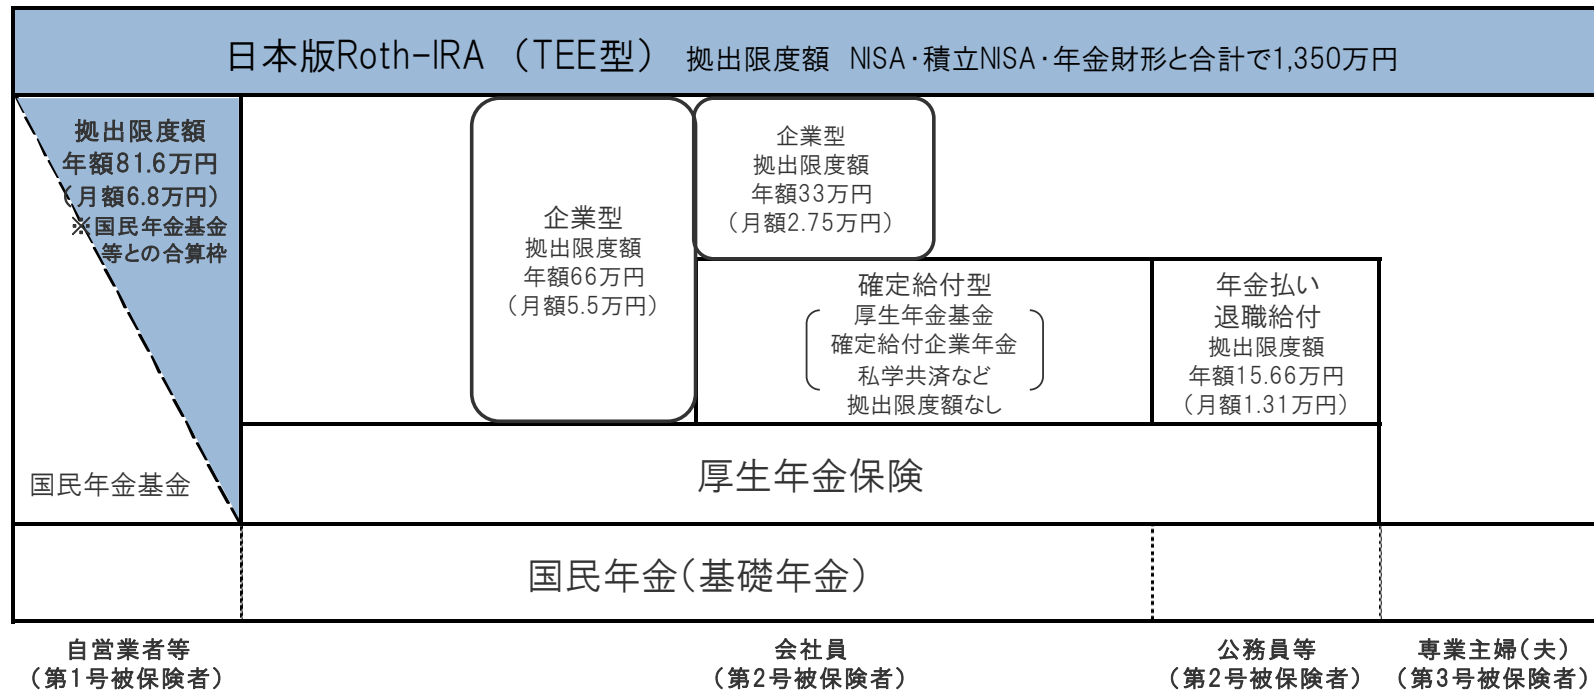 日本版Roth-IRA （TEE型） 拠出限度額 NISA・積立NISA・年金財形と合計で1,350万円
拠出限度額
年額81.6万円
（月額6.8万円）
※国民年金基金
等との合算枠
国民年金基金
企業型
拠出限度額
年額66万円
（月額5.5万円）
企業型
拠出限度額
年額33万円
（月額2.75万円）
確定給付型
厚生年金基金
確定給付企業年金
私学共済など
拠出限度額なし
年金払い
退職給付
拠出限度額
年額15.66万円
（月額1.31万円）
厚生年金保険
国民年金（基礎年金）
自営業者等
（第1号被保険者）
会社員
（第2号被保険者）
公務員等
（第2号被保険者）
専業主婦（夫）
（第3号被保険者）